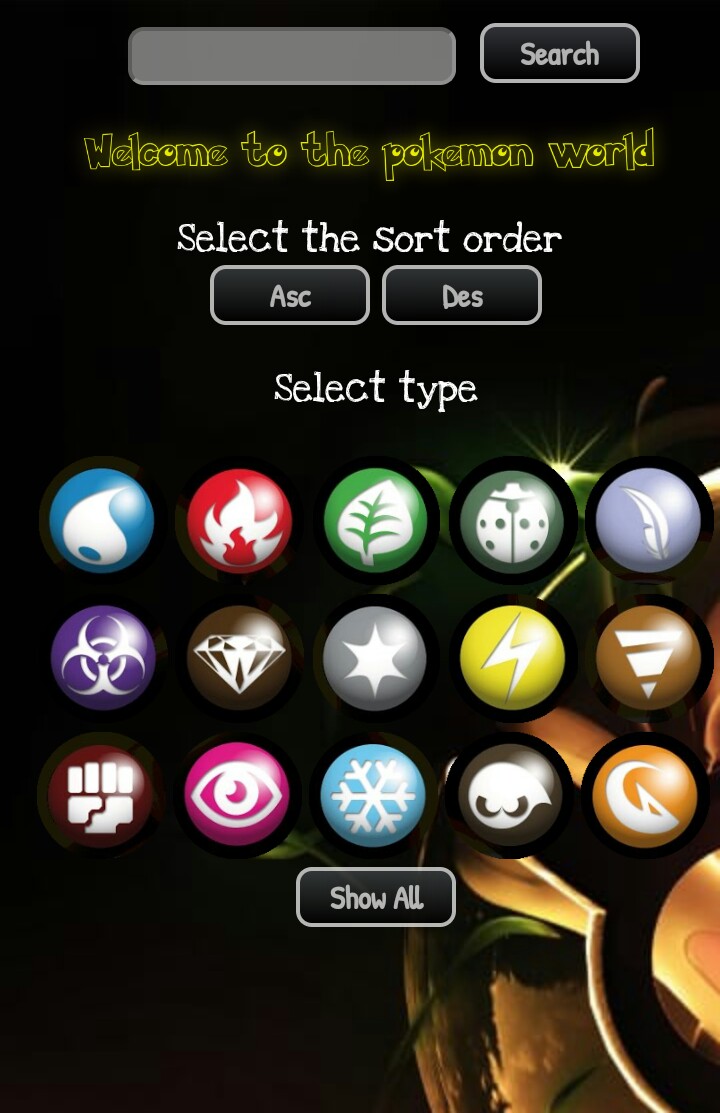 Search
Welcome to the pokemon world
Select the sort order
Asc Des
Select type
Show All